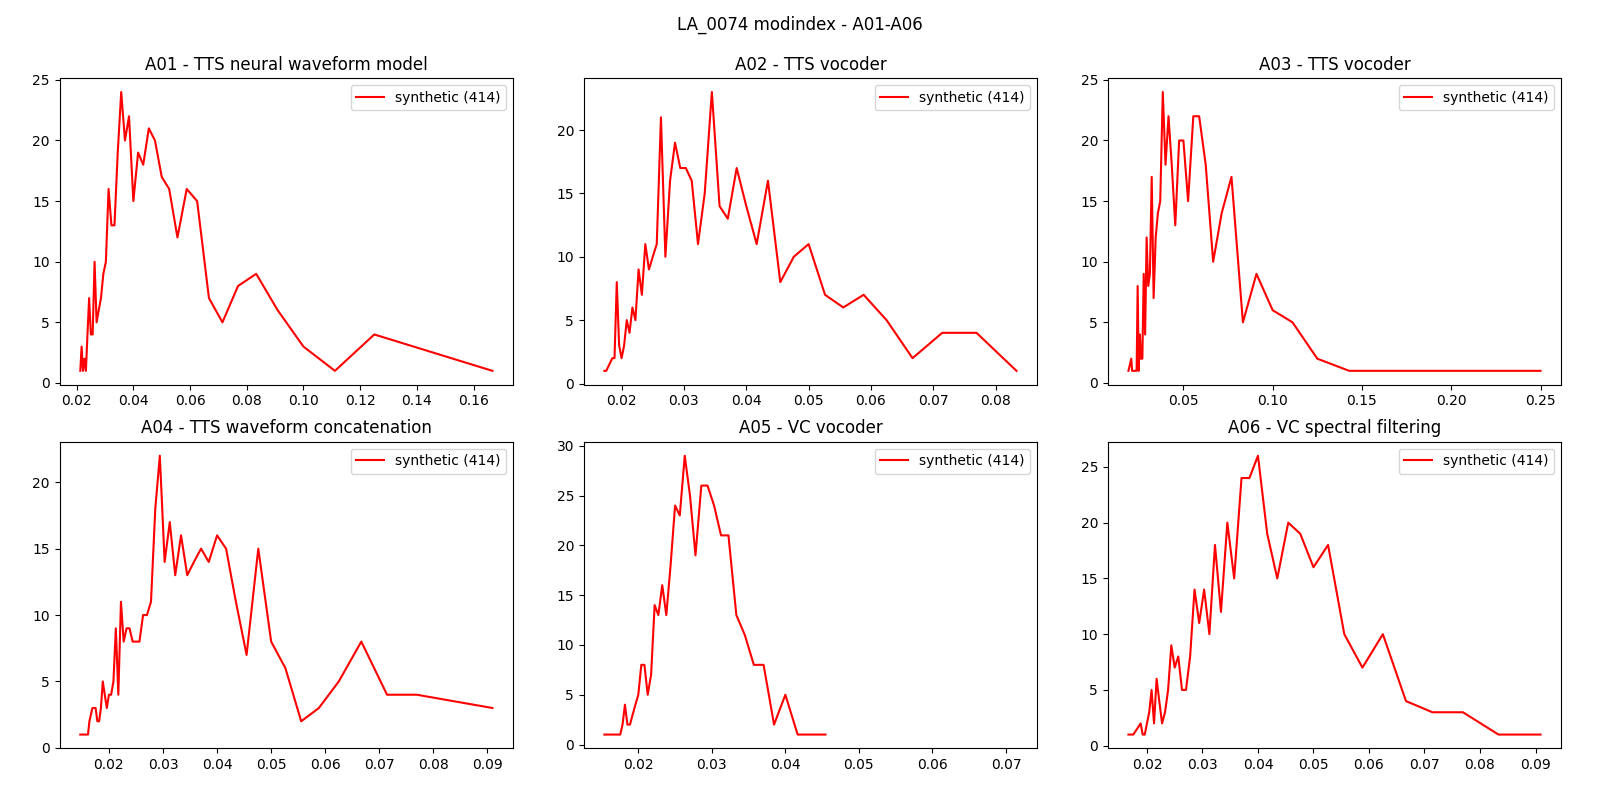 LA_0074 modindex - A01-A06
A01 - TTS neural waveform model
25
20
15
10
5
0
synthetic (414)
0.02 0.04 0.06 0.08 0.10 0.12 0.14 0.16
A02 - TTS vocoder
20
15
10
5
0
synthetic (414)
0.02 0.03 0.04 0.05 0.06 0.07 0.08
A03 - TTS vocoder
25
20
15
10
5
0
synthetic (414)
0.05 0.10 0.15 0.20 0.25
A04 - TTS waveform concatenation
20
15
10
5
0
synthetic (414)
0.02 0.03 0.04 0.05 0.06 0.07 0.08 0.09
A05 - VC vocoder
30
25
20
15
10
5
0
synthetic (414)
0.02 0.03 0.04 0.05 0.06 0.07
A06 - VC spectral filtering
25
20
15
10
5
0
synthetic (414)
0.02 0.03 0.04 0.05 0.06 0.07 0.08 0.09